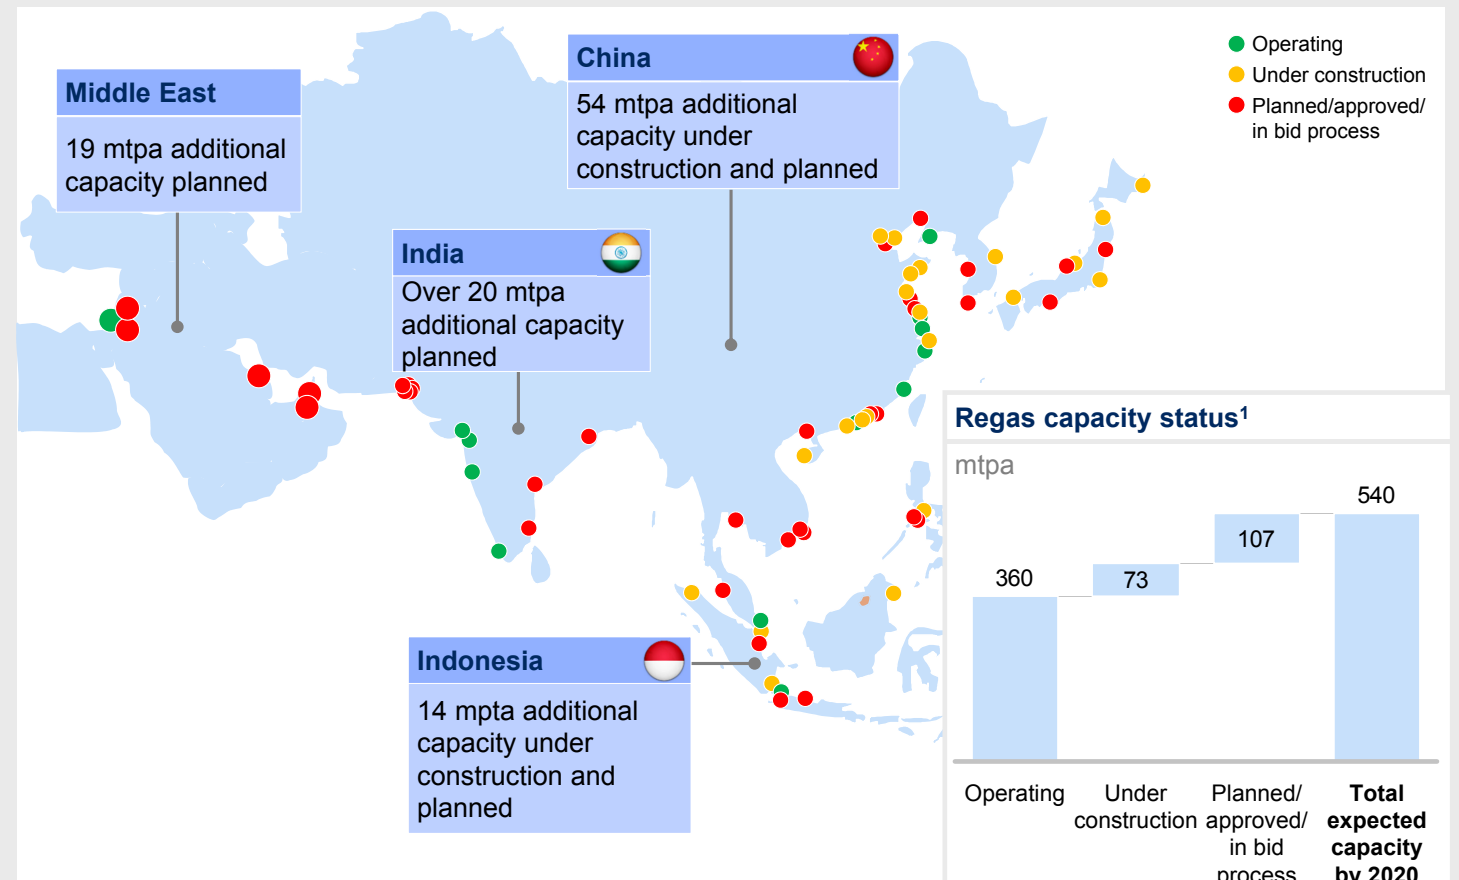 Middle East
19 mtpa additional
capacity planned
China
54 mtpa additional
capacity under
construction and planned
Operating
Under construction
Planned/approved/
in bid process
India
Over 20 mtpa
additional capacity
planned
Indonesia
14 mpta additional
capacity under
construction and
planned
Regas capacity status¹
mtpa
360
73
107
540
Operating
Under
construction
Planned/
approved/
in bid
process
Total
expected
capacity
by 2020